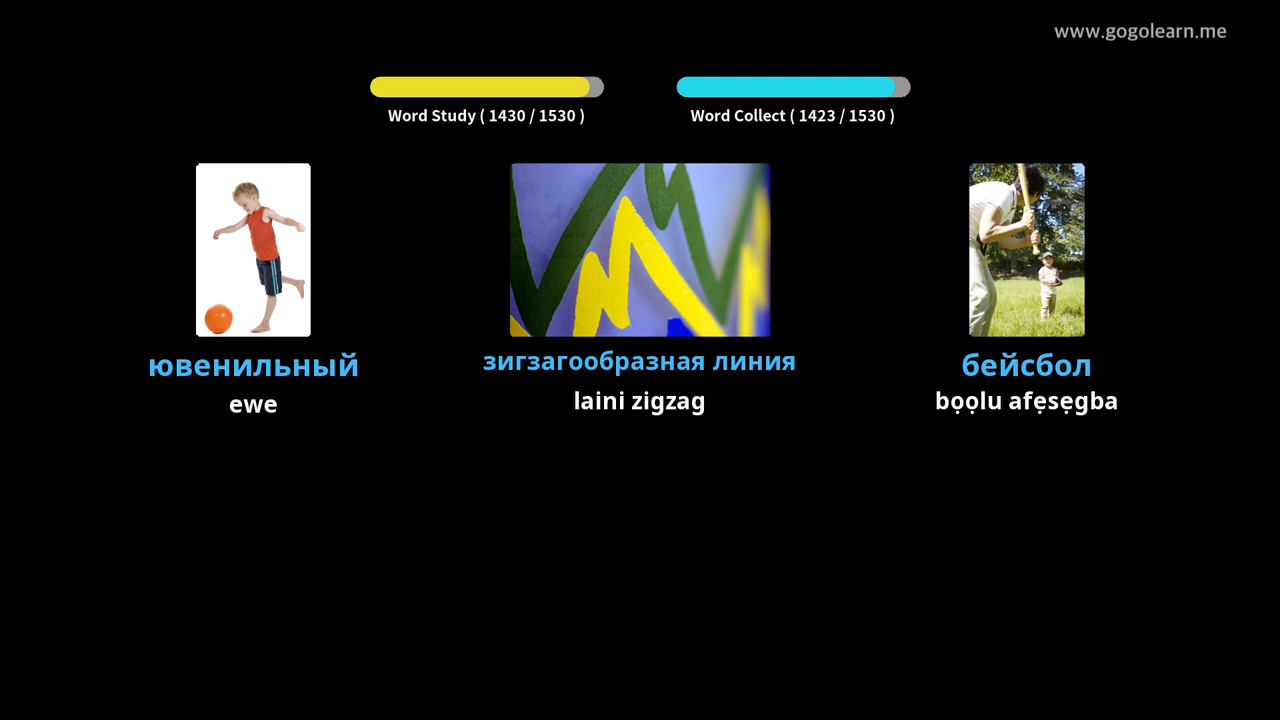 www.gogolearn.me
Word Study ( 1430 / 1530 )
Word Collect ( 1423 / 1530 )
ювенильный
ewe
зигзагообразная линия
laini zigzag
бейсбол
bọọlu afẹsẹgba